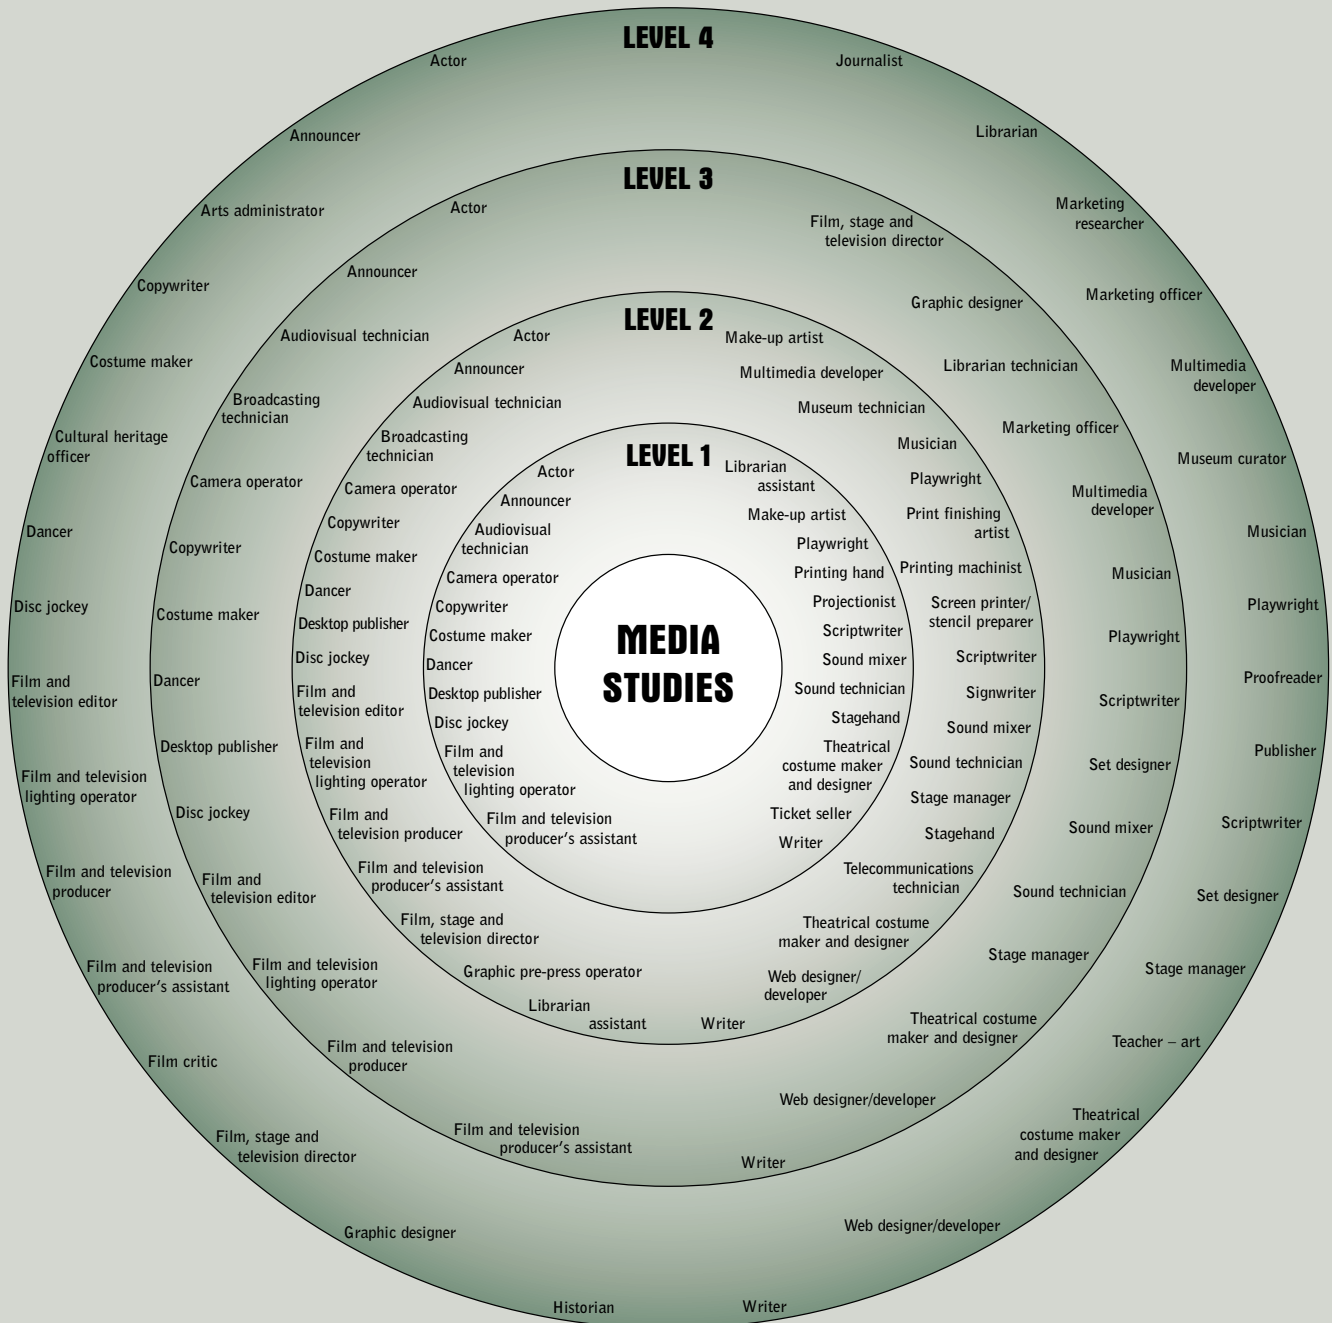 LEVEL 4
Actor
Announcer
Arts administrator
Copywriter
Costume maker
Cultural heritage
officer
Dancer
Disc jockey
Film and
television editor
Film and television
lighting operator
Film and television
producer
Film and television
producer's assistant
Film critic
Film, stage and
television director
Graphic designer
Historian
Journalist
Librarian
Marketing
researcher
Marketing officer
Multimedia
developer
Museum curator
Musician
Playwright
Proofreader
Publisher
Scriptwriter
Set designer
Stage manager
Teacher – art
Theatrical
costume maker
and designer
Web designer/developer
Writer
LEVEL 3
Actor
Announcer
Audiovisual technician
Broadcasting
technician
Camera operator
Copywriter
Costume maker
Dancer
Desktop publisher
Disc jockey
Film and
television editor
Film and television
lighting operator
Film and television
producer
Film and television
producer's assistant
Film, stage and
television director
Graphic designer
Librarian technician
Marketing officer
Multimedia
developer
Musician
Playwright
Scriptwriter
Set designer
Sound mixer
Sound technician
Stage manager
Theatrical costume
maker and designer
Web designer/developer
Writer
LEVEL 2
Actor
Announcer
Audiovisual technician
Broadcasting
technician
Camera operator
Copywriter
Costume maker
Dancer
Desktop publisher
Disc jockey
Film and
television editor
Film and
television
lighting operator
Film and
television producer
Film and television
producer's assistant
Film, stage and
television director
Graphic pre-press operator
Librarian
assistant
Make-up artist
Multimedia developer
Museum technician
Musician
Playwright
Print finishing
artist
Printing machinist
Screen printer/
stencil preparer
Scriptwriter
Signwriter
Sound mixer
Sound technician
Stage manager
Stagehand
Telecommunications
technician
Theatrical costume
maker and designer
Web designer/
developer
Writer
LEVEL 1
Actor
Announcer
Audiovisual
technician
Camera operator
Copywriter
Costume maker
Dancer
Desktop publisher
Disc jockey
Film and
television
lighting operator
Film and television
producer's assistant
Librarian
assistant
Make-up artist
Playwright
Printing hand
Projectionist
Scriptwriter
Sound mixer
Sound technician
Stagehand
Theatrical
costume maker
and designer
Ticket seller
Writer
MEDIA
STUDIES